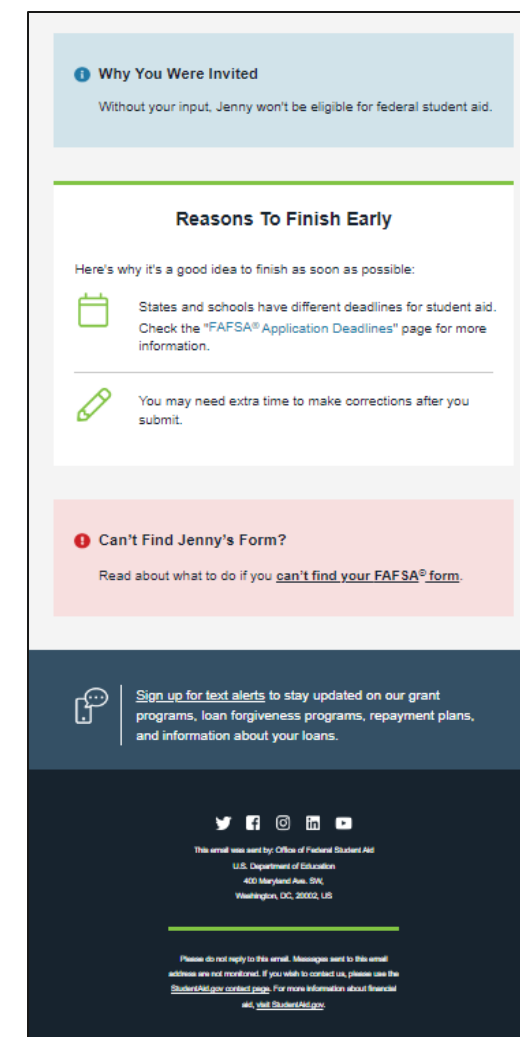 Why You Were Invited
Without your input, Jenny won't be eligible for federal student aid.
Reasons To Finish Early
Here's why it's a good idea to finish as soon as possible:
States and schools have different deadlines for student aid.
Check the "FAFSA® Application Deadlines" page for more
information.
You may need extra time to make corrections after you
submit.
Can't Find Jenny's Form?
Read about what to do if you can't find your FAFSA® form.
Sign up for text alerts to stay updated on our grant
programs, loan forgiveness programs, repayment plans,
and information about your loans.
This email was sent by: Office of Federal Student Aid
U.S. Department of Education
400 Maryland Ave. SW,
Washington, DC, 20002, US
Please do not reply to this email. Messages sent to this email
address are not monitored. If you wish to contact us, please use the
StudentAid.gov contact page. For more information about financial
aid, visit StudentAid.gov.